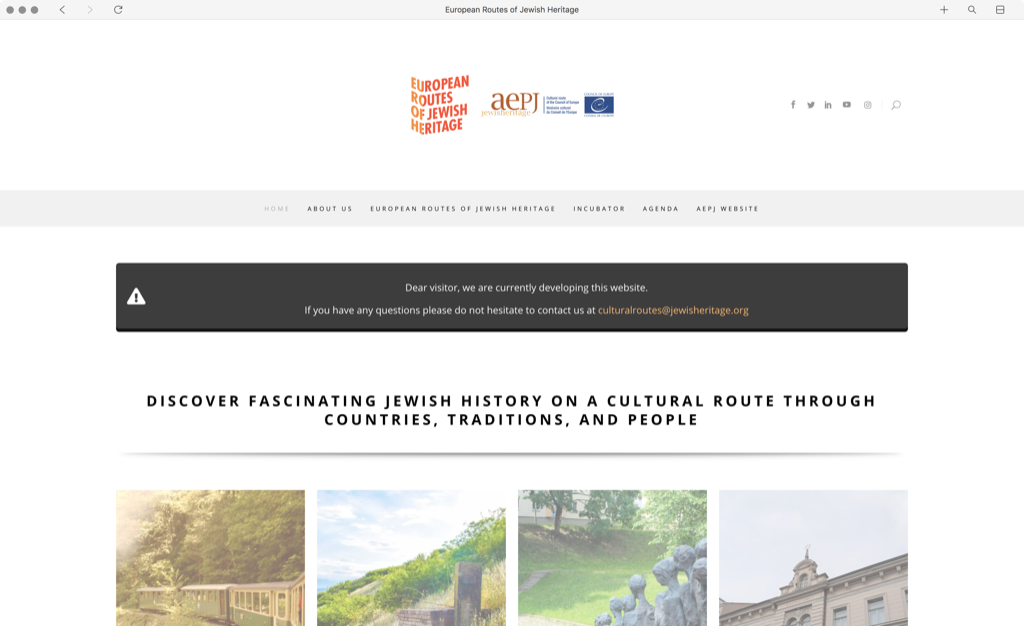 European Routes of Jewish Heritage
EUROPEAN
ROUTES
OF JEWISH
HERITAGE
aePJ
jewisheritage
Cultural route
of the Council of Europe
Itinéraire culturel
du Conseil de l'Europe
COUNCIL OF EUROPE
CONSEIL DE L'EUROPE
HOME
ABOUT US
EUROPEAN ROUTES OF JEWISH HERITAGE
INCUBATOR
AGENDA
AEPJ WEBSITE
Dear visitor, we are currently developing this website.
If you have any questions please do not hesitate to contact us at culturalroutes@jewisheritage.org
DISCOVER FASCINATING JEWISH HISTORY ON A CULTURAL ROUTE THROUGH
COUNTRIES, TRADITIONS, AND PEOPLE